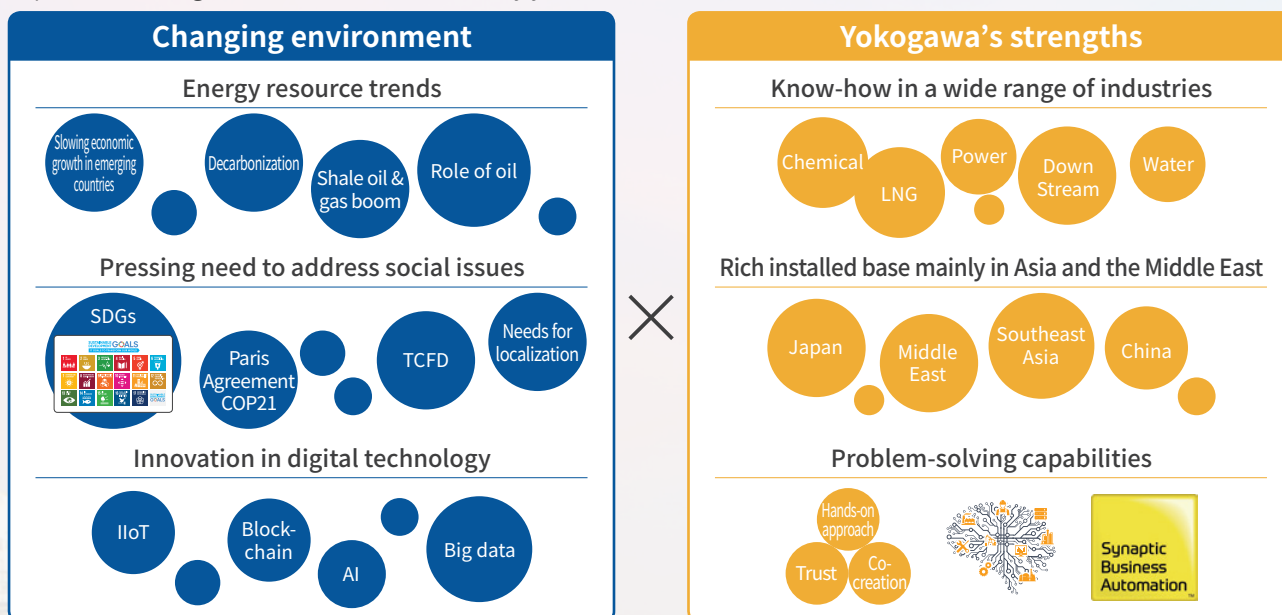 Changing environment
Energy resource trends
Slowing economic
growth in emerging
countries
Decarbonization
Shale oil &
gas boom
Role of oil
Pressing need to address social issues
SDGs
SUSTAINABLE
DEVELOPMENT GOALS
Paris
Agreement
COP21
TCFD
Needs for
localization
Innovation in digital technology
IIoT
Block-
chain
AI
Big data
×
Yokogawa's strengths
Know-how in a wide range of industries
Chemical
LNG
Power
Down
Stream
Water
Rich installed base mainly in Asia and the Middle East
Japan
Middle
East
Southeast
Asia
China
Problem-solving capabilities
Hands-on
approach
Trust
Co-
creation
Synaptic
Business
Automation™